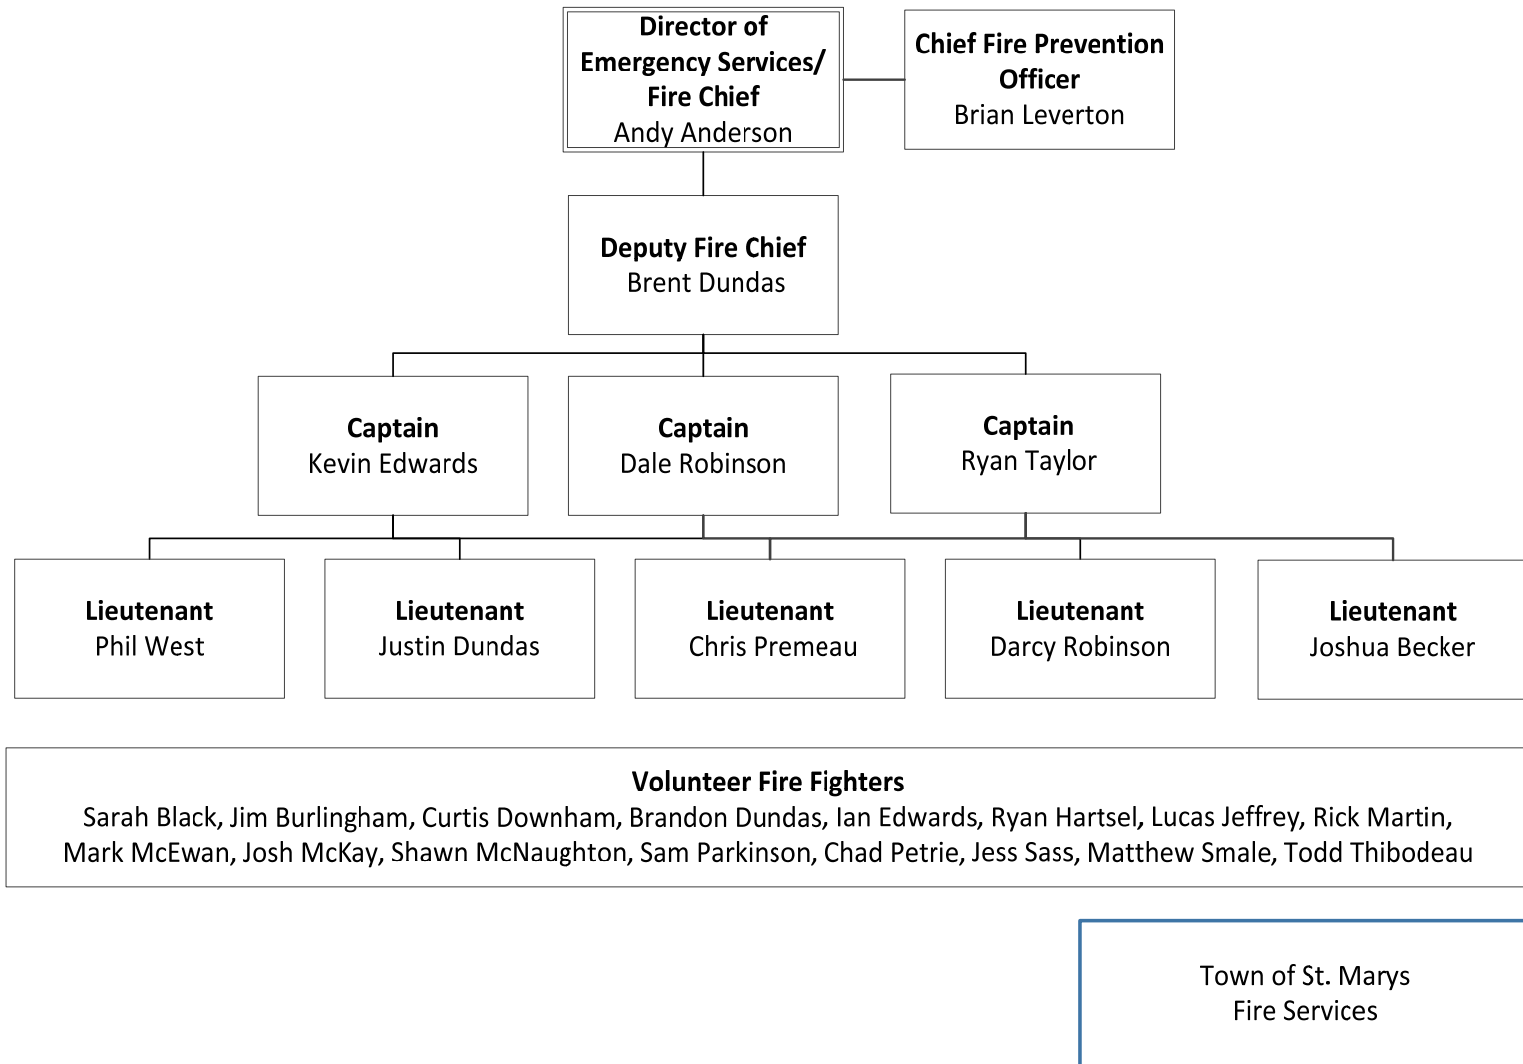 Director of
Emergency Services/
Fire Chief
Andy Anderson
Chief Fire Prevention
Officer
Brian Leverton
Deputy Fire Chief
Brent Dundas
Captain
Kevin Edwards
Captain
Dale Robinson
Captain
Ryan Taylor
Lieutenant
Phil West
Lieutenant
Justin Dundas
Lieutenant
Chris Premeau
Lieutenant
Darcy Robinson
Lieutenant
Joshua Becker
Volunteer Fire Fighters
Sarah Black, Jim Burlingham, Curtis Downham, Brandon Dundas, Ian Edwards, Ryan Hartsel, Lucas Jeffrey, Rick Martin,
Mark McEwan, Josh McKay, Shawn McNaughton, Sam Parkinson, Chad Petrie, Jess Sass, Matthew Smale, Todd Thibodeau
Town of St. Marys
Fire Services